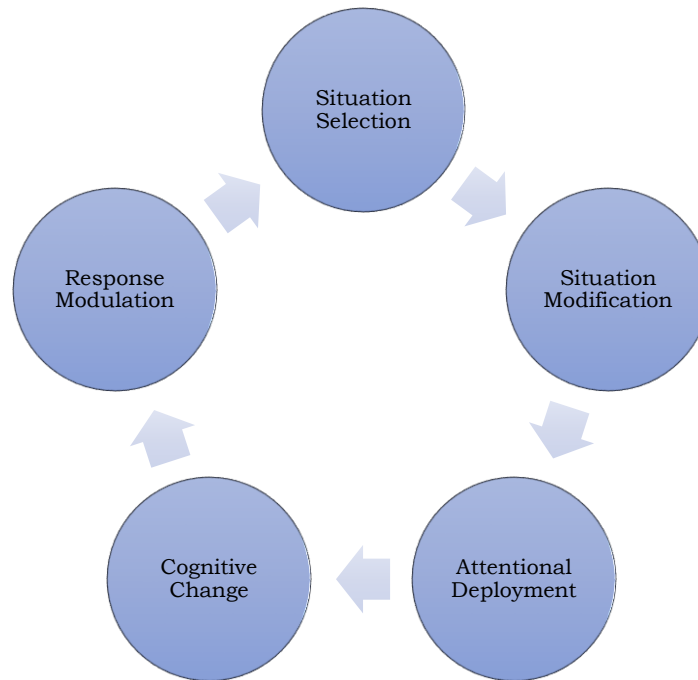 Situation
Selection
Situation
Modification
Attentional
Deployment
Cognitive
Change
Response
Modulation